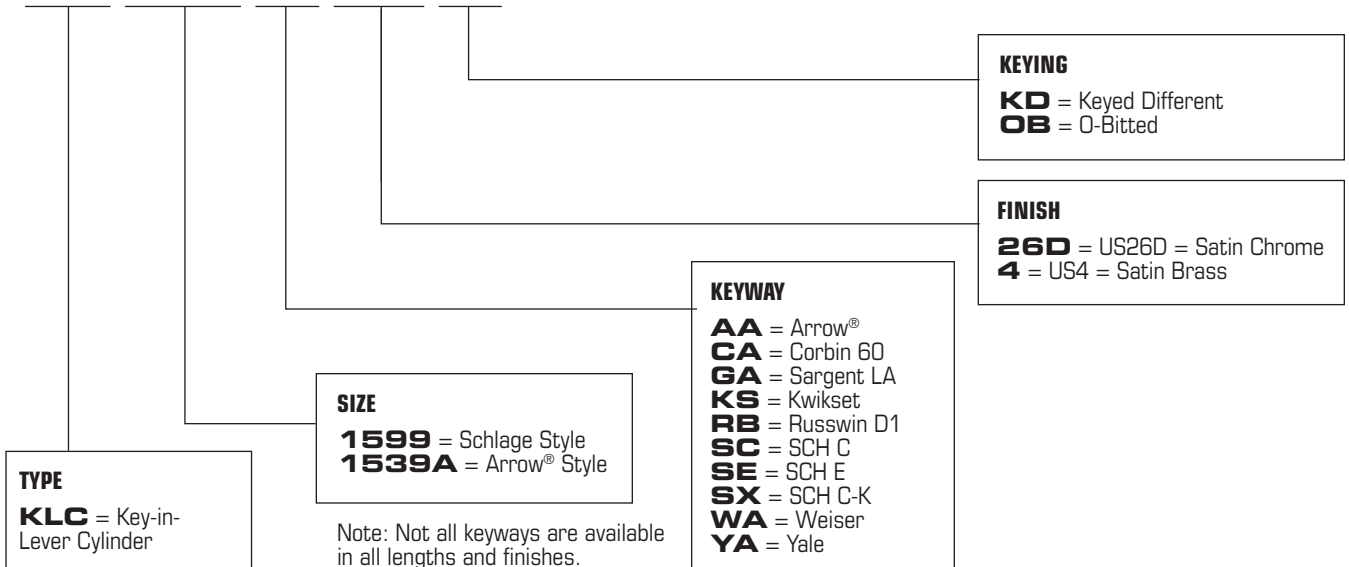 KEYING
KD = Keyed Different
OB = O-Bitted
FINISH
26D = US26D = Satin Chrome
4 = US4 = Satin Brass
KEYWAY
AA = Arrow®
CA = Corbin 60
GA = Sargent LA
KS = Kwikset
RB = Russwin D1
SC = SCH C
SE = SCH E
SX = SCH C-K
WA = Weiser
YA = Yale
SIZE
1599 = Schlage Style
1539A = Arrow® Style
Note: Not all keyways are available
in all lengths and finishes.
TYPE
KLC = Key-in-
Lever Cylinder